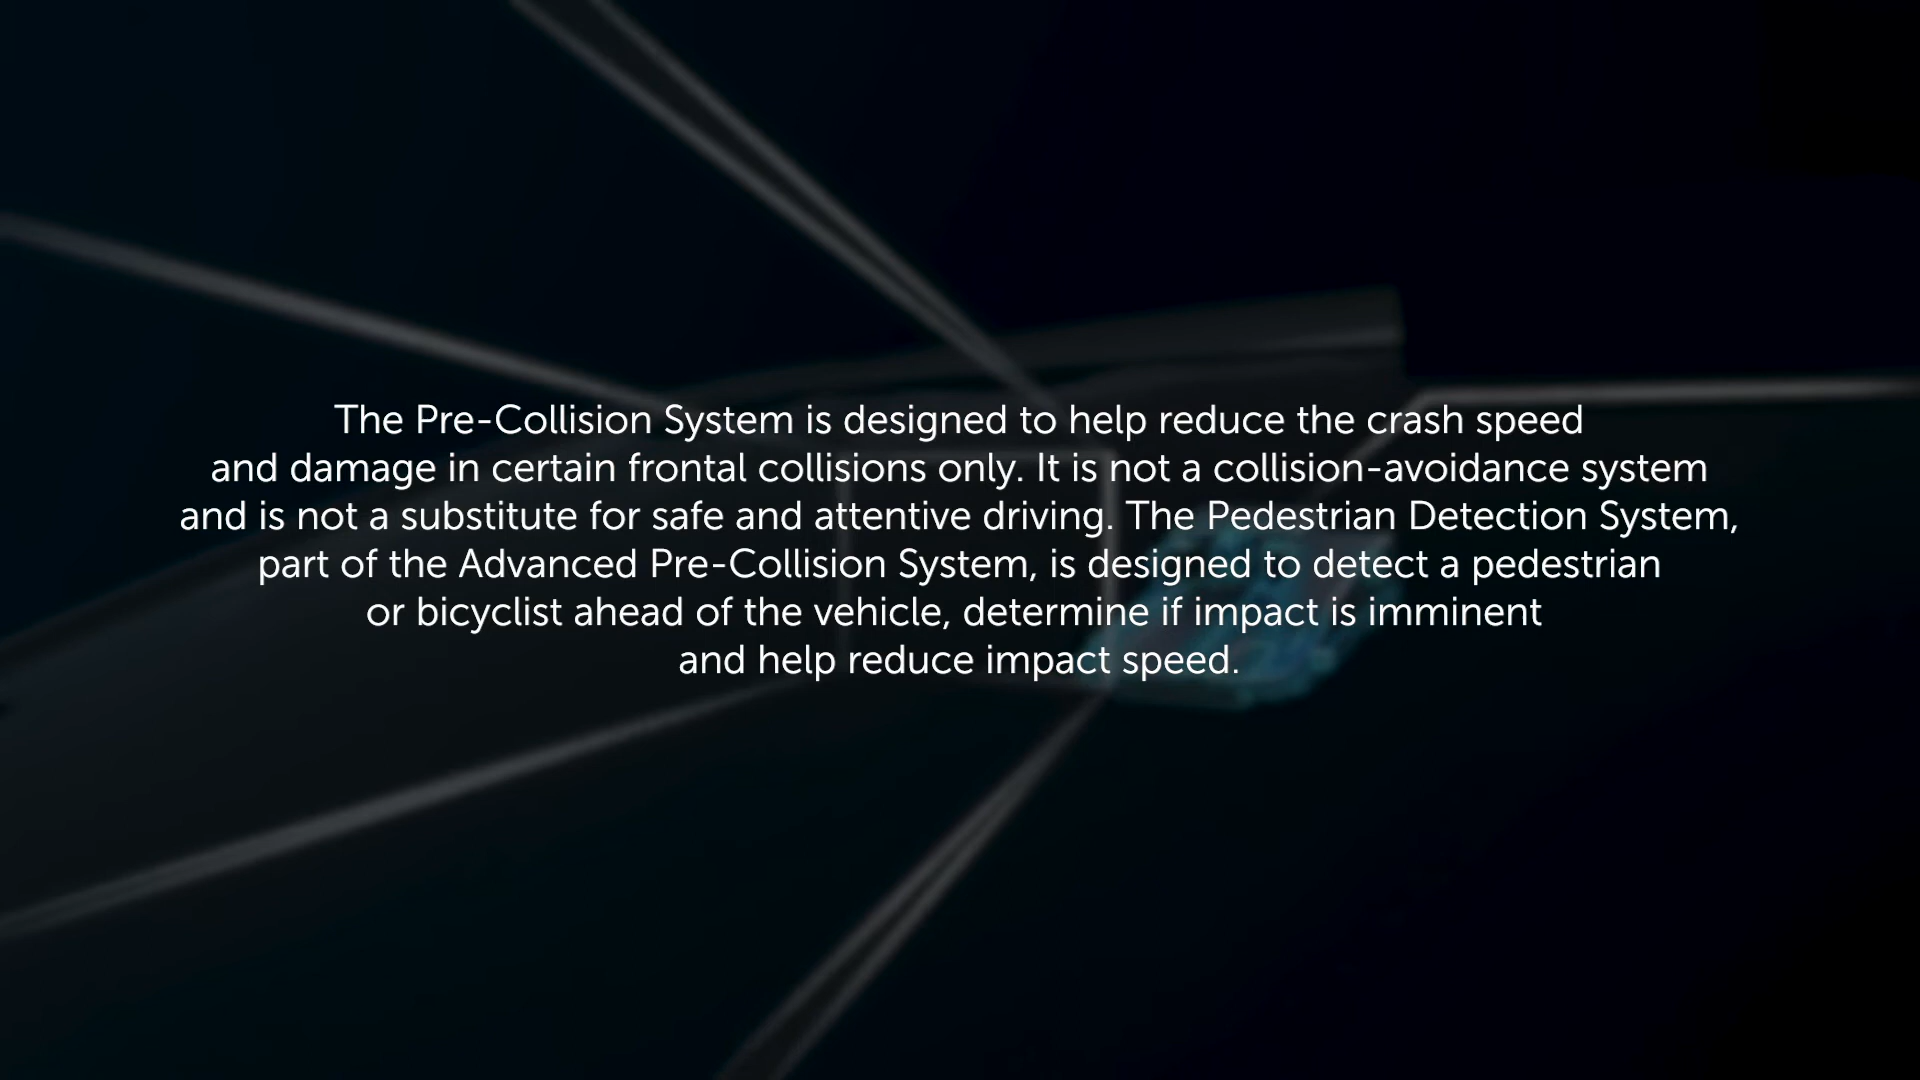 The Pre-Collision System is designed to help reduce the crash speed
and damage in certain frontal collisions only. It is not a collision-avoidance system
and is not a substitute for safe and attentive driving. The Pedestrian Detection System,
part of the Advanced Pre-Collision System, is designed to detect a pedestrian
or bicyclist ahead of the vehicle, determine if impact is imminent
and help reduce impact speed.